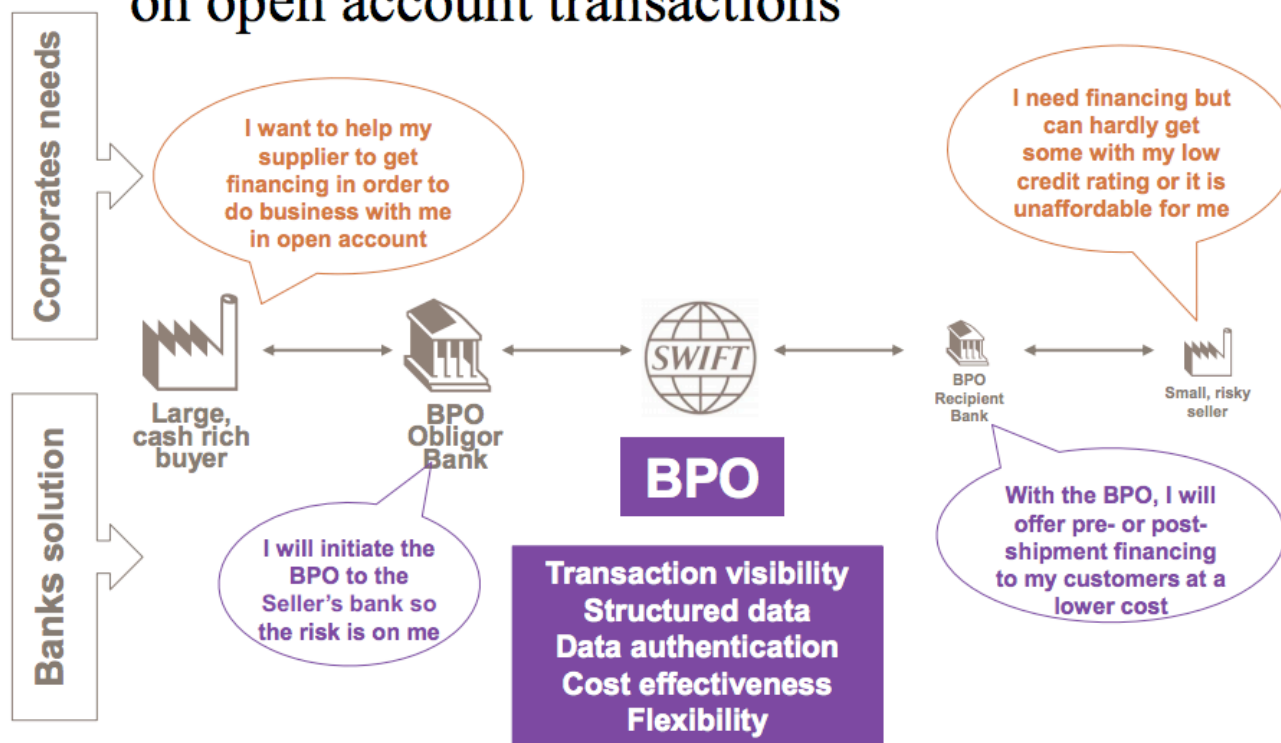 on open account transactions
Corporates needs
I want to help my
supplier to get
financing in order to
do business with me
in open account
I need financing but
can hardly get
some with my low
credit rating or it is
unaffordable for me
Large,
cash rich
buyer
BPO
Obligor
Bank
SWIFT
BPO
Recipient
Bank
Small, risky
seller
Banks solution
I will initiate the
BPO to the
Seller's bank so
the risk is on me
BPO
Transaction visibility
Structured data
Data authentication
Cost effectiveness
Flexibility
With the BPO, I will
offer pre- or post-
shipment financing
to my customers at a
lower cost